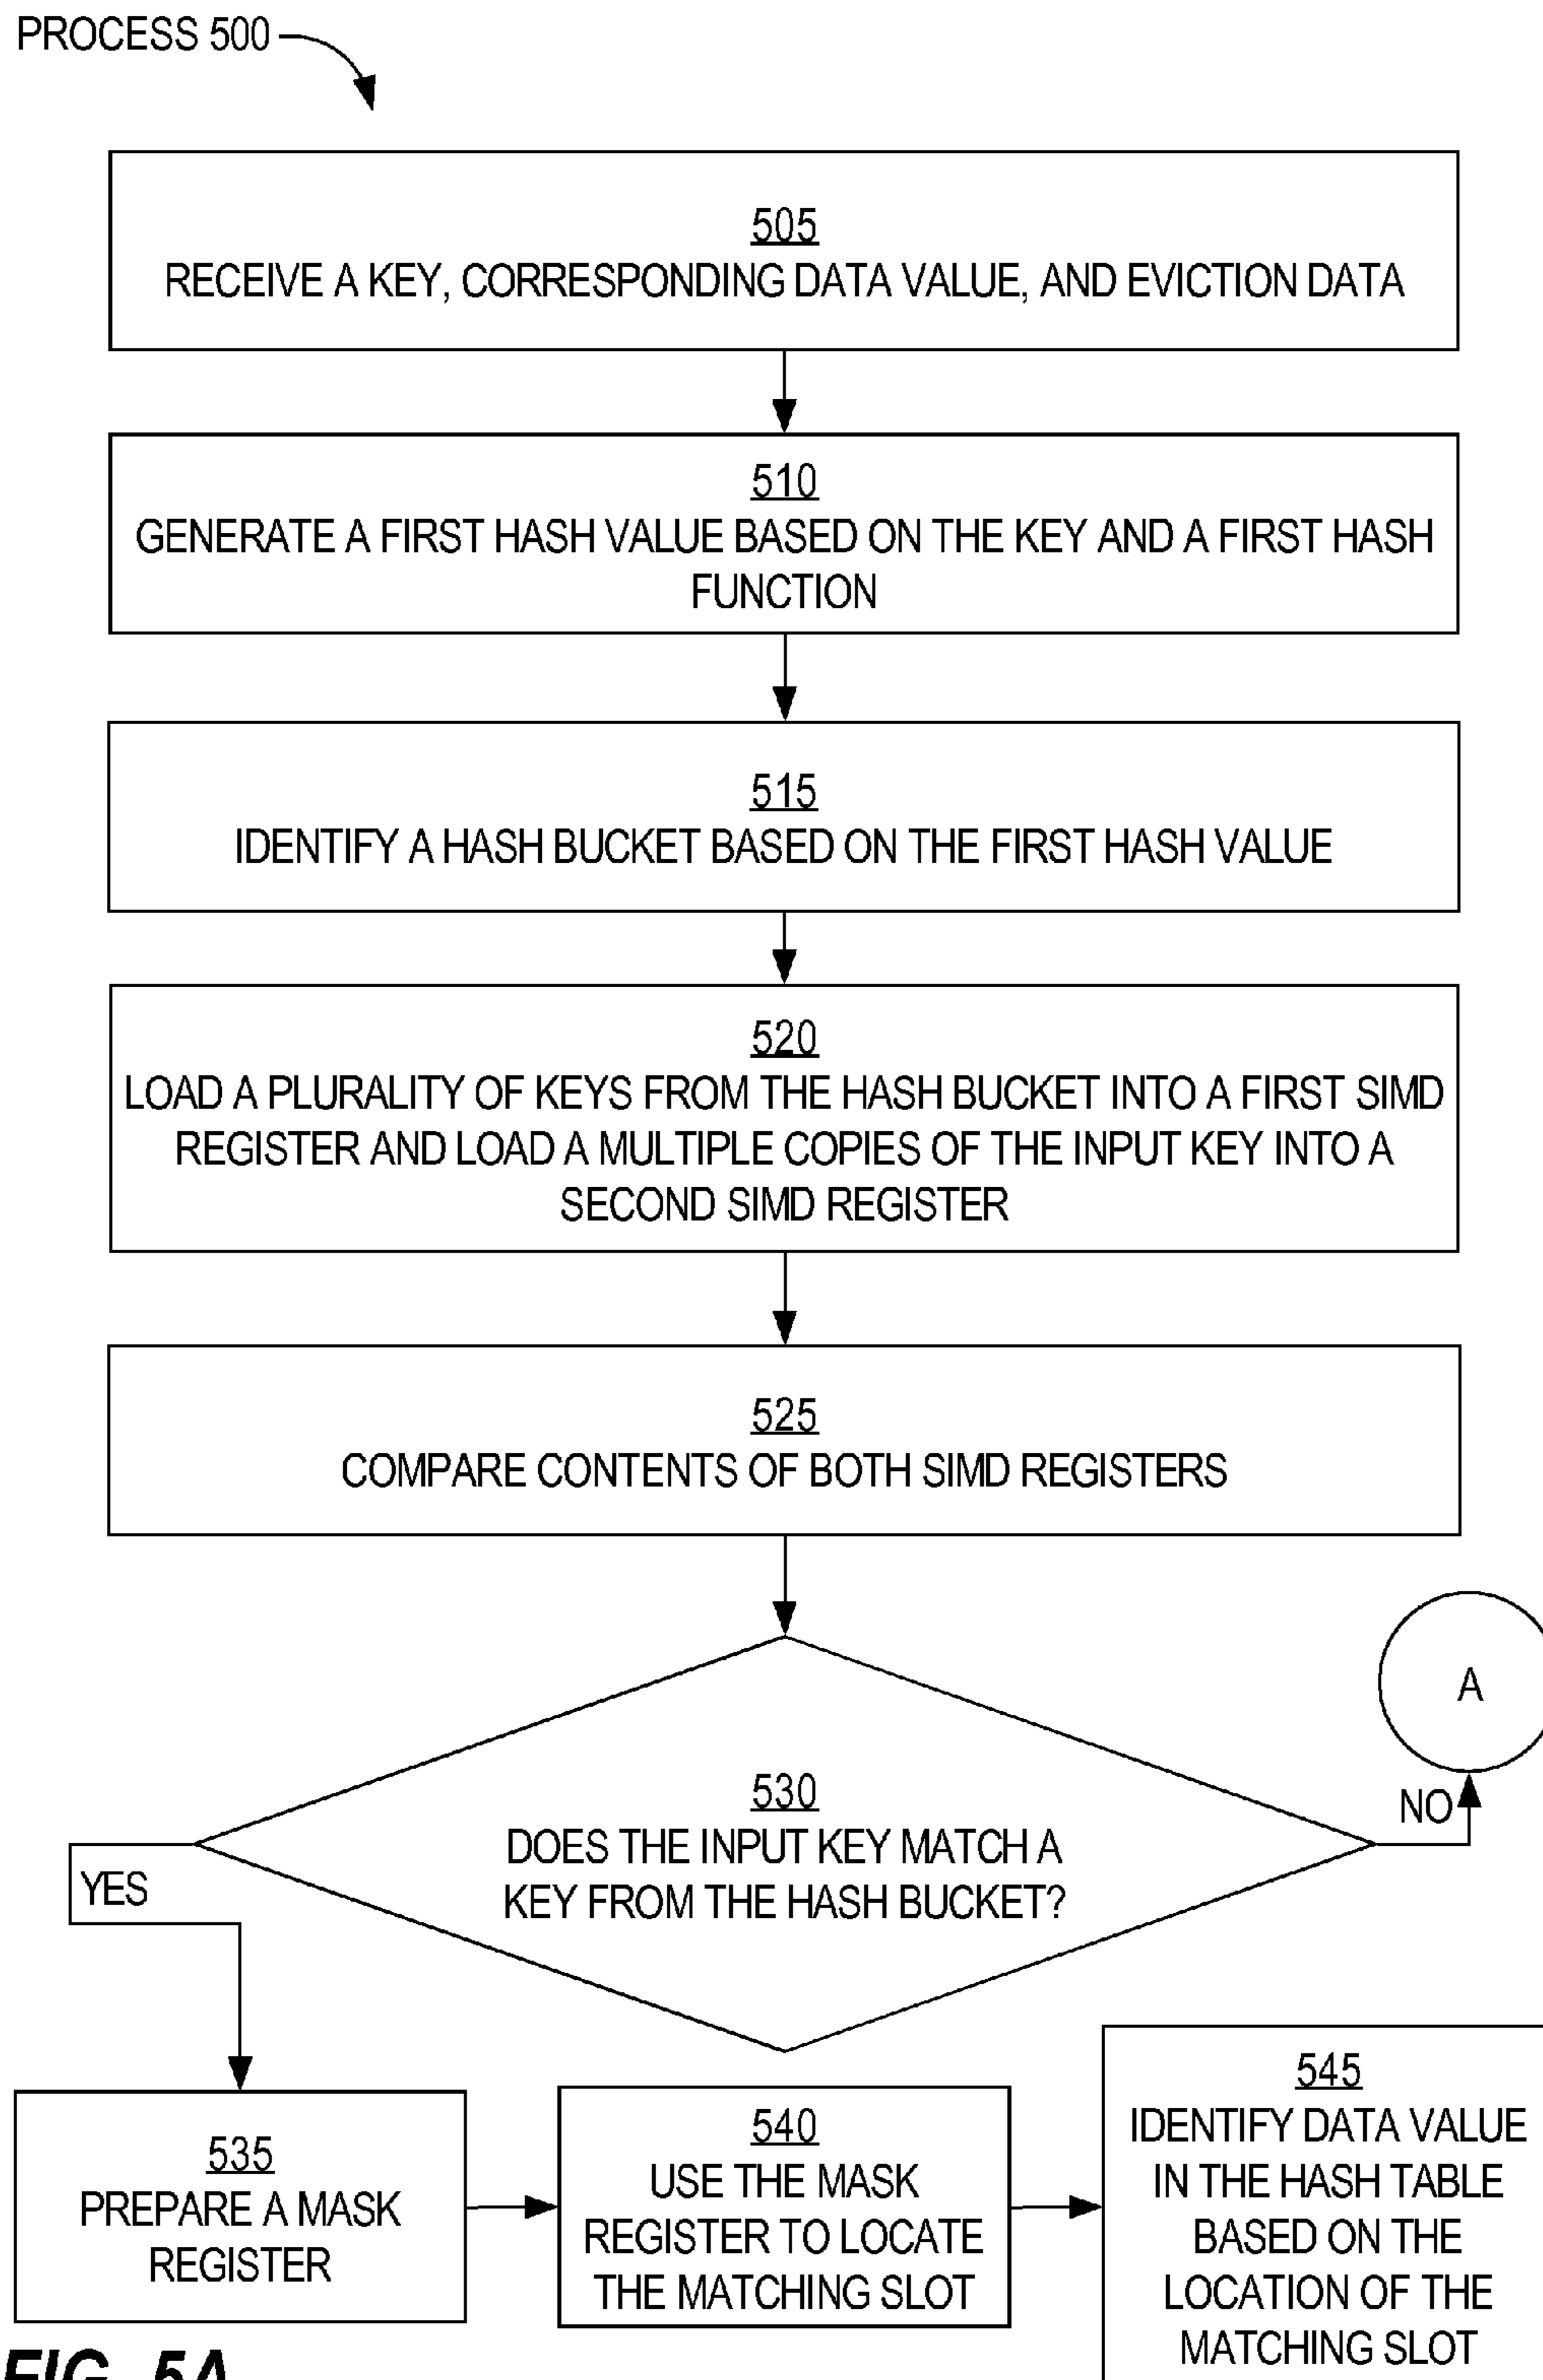 PROCESS 500
505
RECEIVE A KEY, CORRESPONDING DATA VALUE, AND EVICTION DATA
510
GENERATE A FIRST HASH VALUE BASED ON THE KEY AND A FIRST HASH
FUNCTION
515
IDENTIFY A HASH BUCKET BASED ON THE FIRST HASH VALUE
520
LOAD A PLURALITY OF KEYS FROM THE HASH BUCKET INTO A FIRST SIMD
REGISTER AND LOAD A MULTIPLE COPIES OF THE INPUT KEY INTO A
SECOND SIMD REGISTER
525
COMPARE CONTENTS OF BOTH SIMD REGISTERS
A
530
DOES THE INPUT KEY MATCH A
KEY FROM THE HASH BUCKET?
NO
YES
535
PREPARE A MASK
REGISTER
540
USE THE MASK
REGISTER TO LOCATE
THE MATCHING SLOT
545
IDENTIFY DATA VALUE
IN THE HASH TABLE
BASED ON THE
LOCATION OF THE
MATCHING SLOT
FIG. 5A